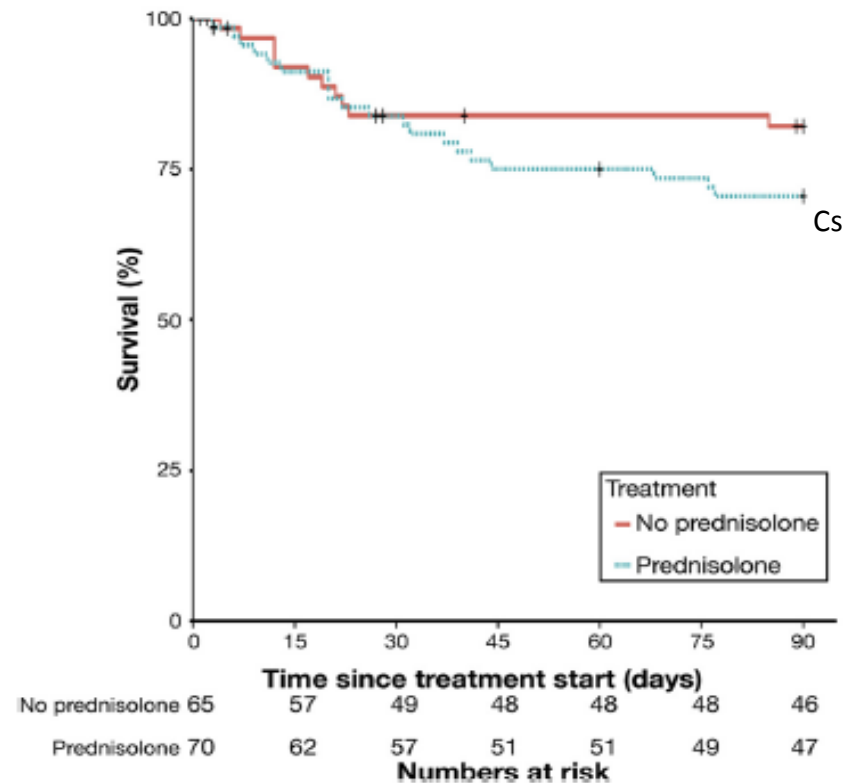 100
75
50
25
0
Survival (%)
Cs
Treatment
No prednisolone
Prednisolone
0 15 30 45 60 75 90
Time since treatment start (days)
No prednisolone 65 57 49 48 48 48 46
Prednisolone 70 62 57 51 51 49 47
Numbers at risk